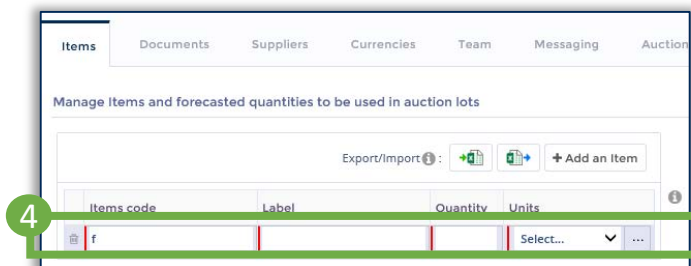 Items Documents Suppliers Currencies Team Messaging Auction
Manage Items and forecasted quantities to be used in auction lots
Export/Import : + Add an Item
Items code Label Quantity Units
4
f Select... ...